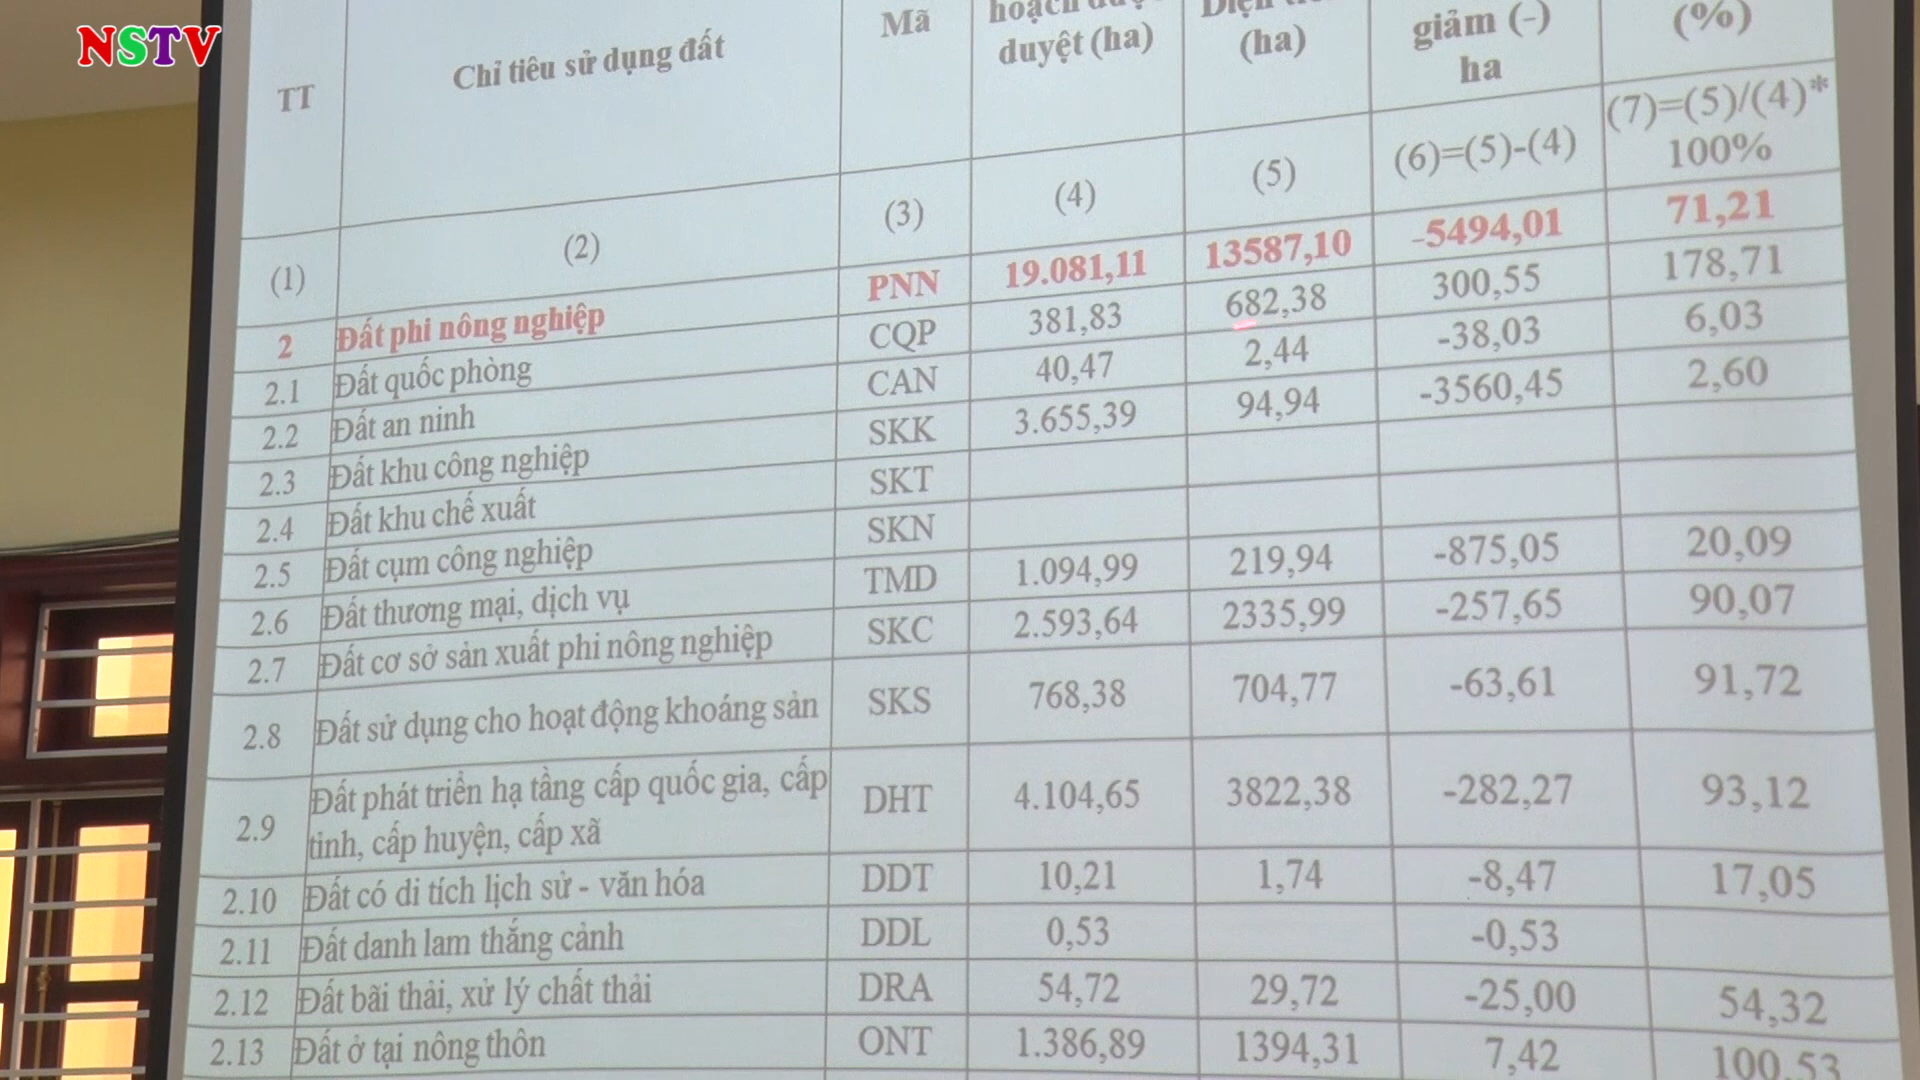 NSTV
TT Chỉ tiêu sử dụng đất Mã duyệt (ha) (ha) giảm (-) ha (%)
(1) (2) (3) (4) (5) (6)=(5)-(4) (7)=(5)/(4)* 100%
2 Đất phi nông nghiệp PNN 19.081,11 13587,10 -5494,01 71,21
2.1 Đất quốc phòng CQP 381,83 682,38 300,55 178,71
2.2 Đất an ninh CAN 40,47 2,44 -38,03 6,03
2.3 Đất khu công nghiệp SKK 3.655,39 94,94 -3560,45 2,60
2.4 Đất khu chế xuất SKT
2.5 Đất cụm công nghiệp SKN
2.6 Đất thương mại, dịch vụ TMD 1.094,99 219,94 -875,05 20,09
2.7 Đất cơ sở sản xuất phi nông nghiệp SKC 2.593,64 2335,99 -257,65 90,07
2.8 Đất sử dụng cho hoạt động khoáng sản SKS 768,38 704,77 -63,61 91,72
2.9 Đất phát triển hạ tầng cấp quốc gia, cấp
tỉnh, cấp huyện, cấp xã DHT 4.104,65 3822,38 -282,27 93,12
2.10 Đất có di tích lịch sử - văn hóa DDT 10,21 1,74 -8,47 17,05
2.11 Đất danh lam thắng cảnh DDL 0,53 -0,53
2.12 Đất bãi thải, xử lý chất thải DRA 54,72 29,72 -25,00 54,32
2.13 Đất ở tại nông thôn ONT 1.386,89 1394,31 7,42 100,53